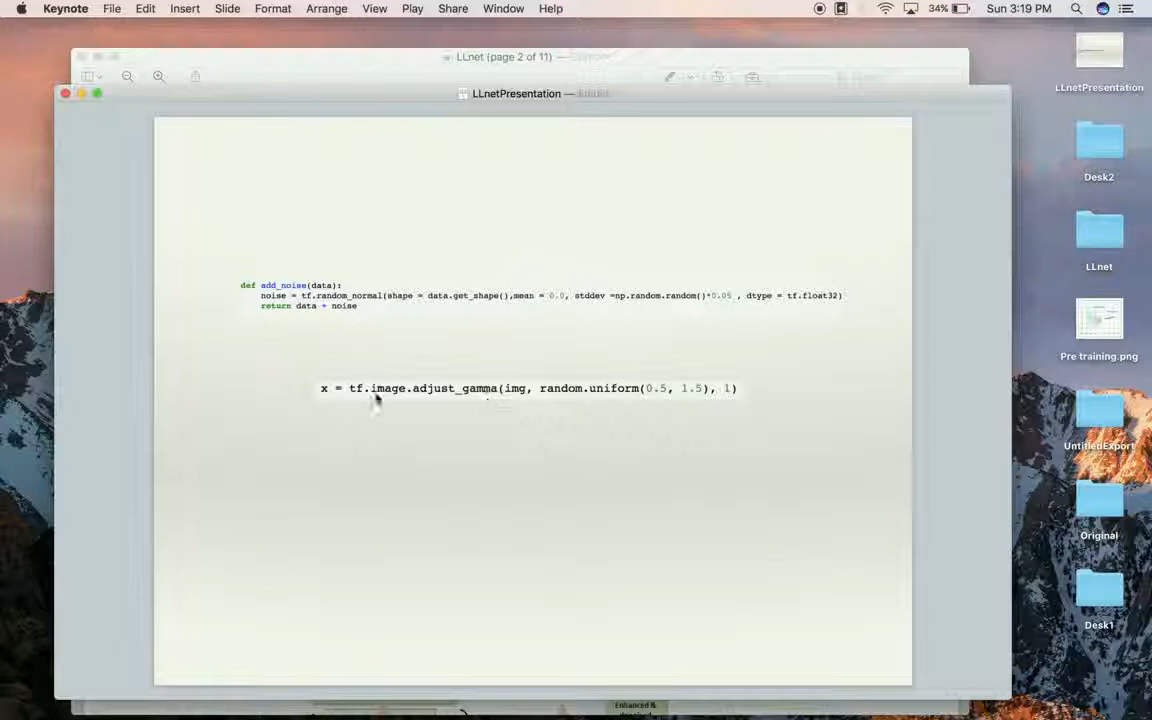 Keynote File Edit Insert Slide Format Arrange View Play Share Window Help 34% Sun 3:19 PM
LLnet (page 2 of 11) —
LLnetPresentation — Edited
LLnetPresentation
Desk2
LLnet
Pre training.png
UntitledExport
Original
Desk1
def add_noise(data):
noise = tf.random_normal(shape = data.get_shape(),mean = 0.0, stddev =np.random.random()*0.05 , dtype = tf.float32)
return data + noise
x = tf.image.adjust_gamma(img, random.uniform(0.5, 1.5), 1)
Enhanced &